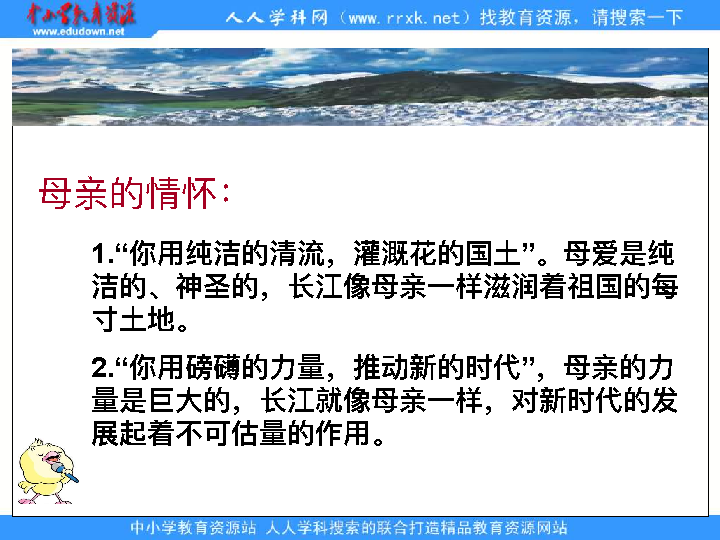 中小学教育资源
www.edudown.net
人人学科网（www.rrxk.net）找教育资源，请搜索一下
母亲的情怀：
1.“你用纯洁的清流，灌溉花的国土”。母爱是纯
洁的、神圣的，长江像母亲一样滋润着祖国的每
寸土地。
2.“你用磅礴的力量，推动新的时代”，母亲的力
量是巨大的，长江就像母亲一样，对新时代的发
展起着不可估量的作用。
中小学教育资源站 人人学科搜索的联合打造精品教育资源网站